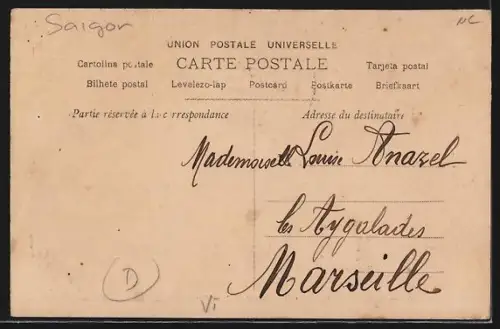 Saigon
UNION POSTALE UNIVERSELLE
Cartolina postale CARTE POSTALE Tarjeta postal
Bilhete postal Levelezo-lap Postcard Postkarte Briefkaart
Partie réservée à la correspondance Adresse du destinataire
Mademoiselle Louise Anazel
les Aygalades
Marseille
D
Vi